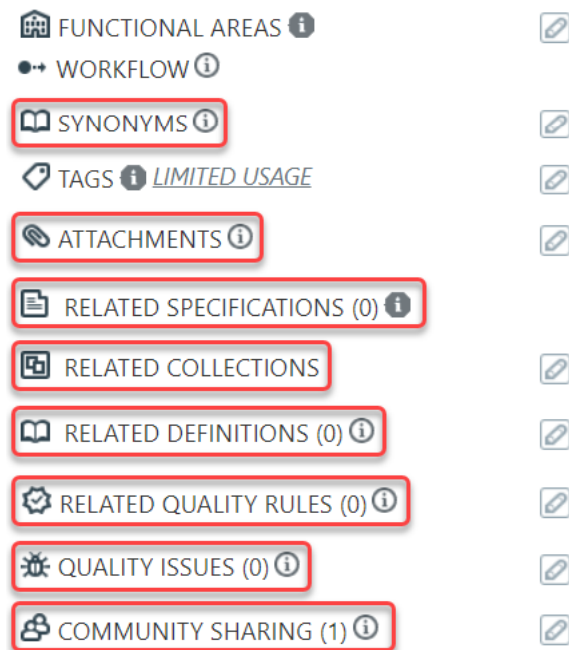 FUNCTIONAL AREAS
WORKFLOW
SYNONYMS
TAGS LIMITED USAGE
ATTACHMENTS
RELATED SPECIFICATIONS (0)
RELATED COLLECTIONS
RELATED DEFINITIONS (0)
RELATED QUALITY RULES (0)
QUALITY ISSUES (0)
COMMUNITY SHARING (1)